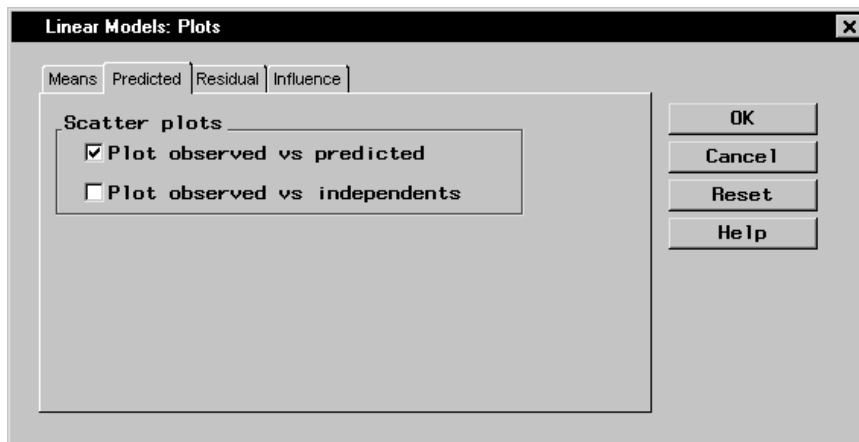 Linear Models: Plots
Means Predicted Residual Influence
Scatter plots
Plot observed vs predicted
Plot observed vs independents
OK
Cancel
Reset
Help